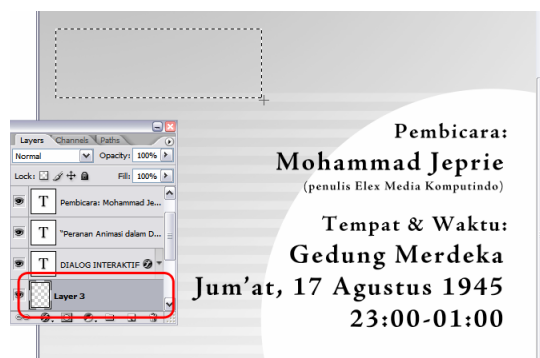 Layers Channels Paths
Normal Opacity: 100%
Lock: Fill: 100%
T Pembicara: Mohammad Je...
T "Peranan Animasi dalam D...
T DIALOG INTERAKTIF
Layer 3
Pembicara:
Mohammad Jeprie
(penulis Elex Media Komputindo)
Tempat & Waktu:
Gedung Merdeka
Jum'at, 17 Agustus 1945
23:00-01:00